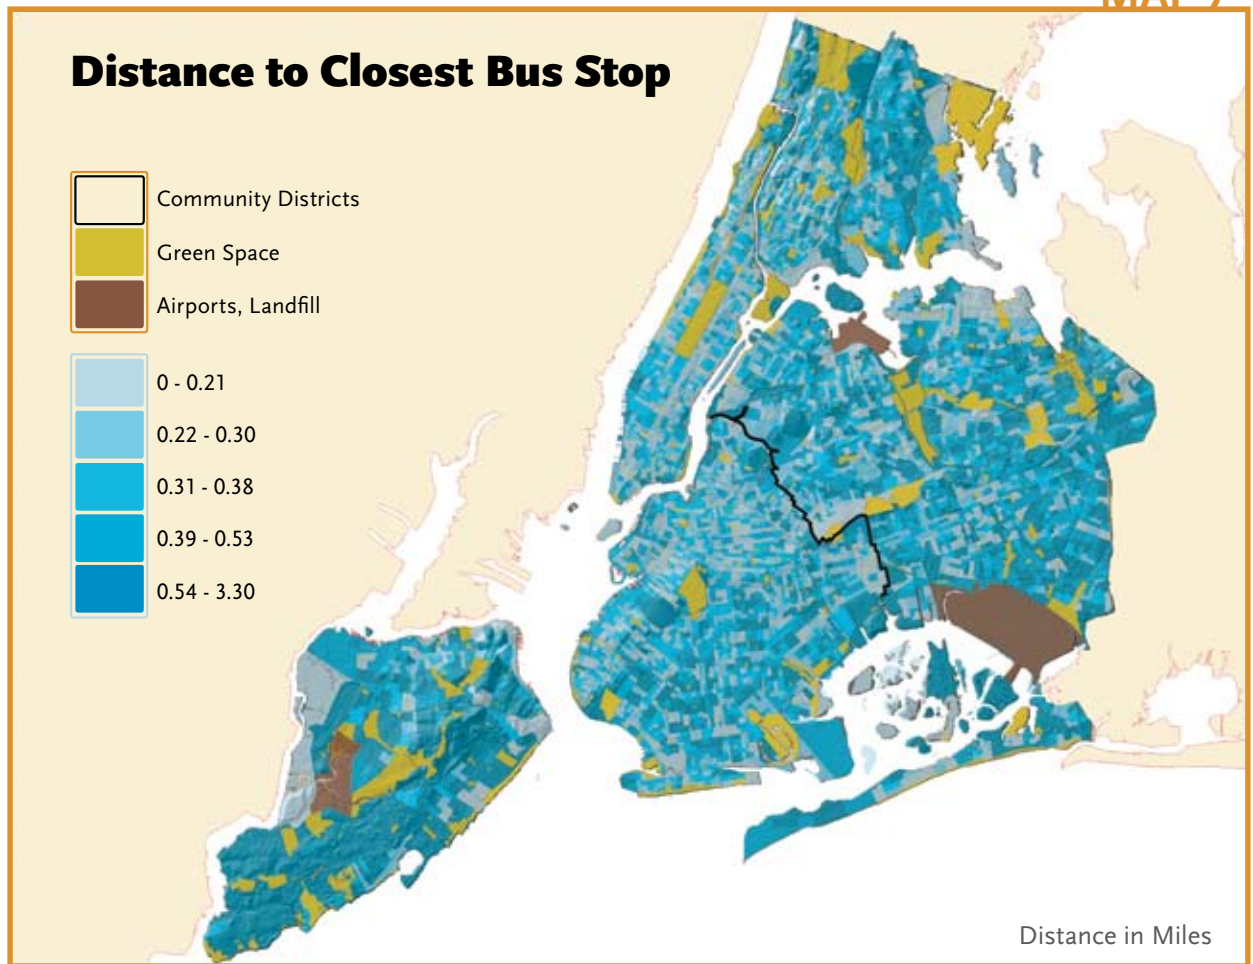 Distance to Closest Bus Stop
Community Districts
Green Space
Airports, Landfill
0 - 0.21
0.22 - 0.30
0.31 - 0.38
0.39 - 0.53
0.54 - 3.30
Distance in Miles